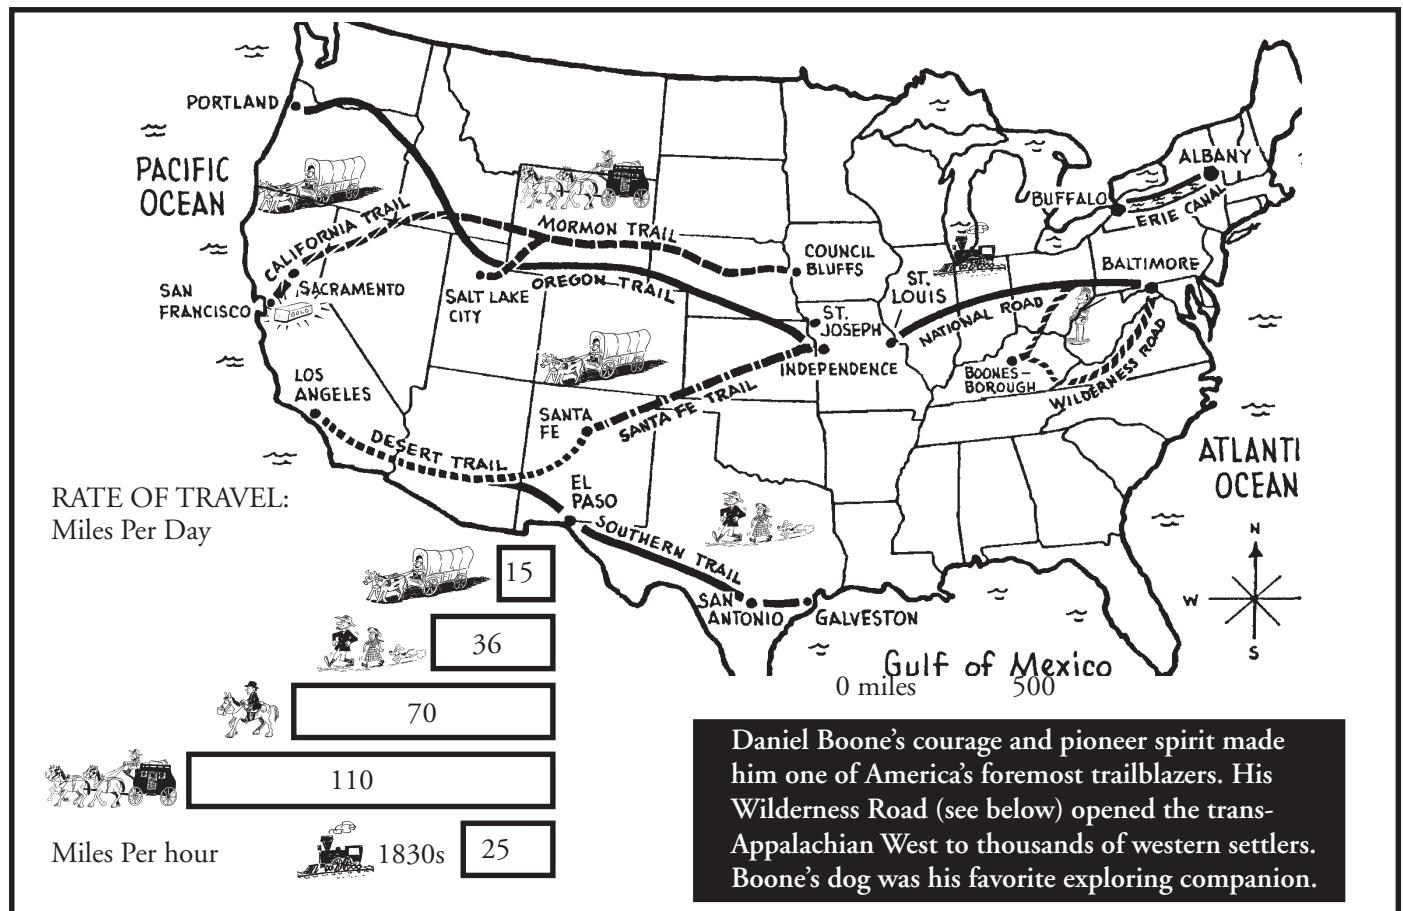 PORTLAND
PACIFIC
OCEAN
CALIFORNIA TRAIL
MORMON TRAIL
ALBANY
BUFFALO
ERIE CANAL
COUNCIL
BLUFFS
BALTIMORE
ST.
LOUIS
SAN
FRANCISCO
SACRAMENTO
GOLD
SALT LAKE
CITY
OREGON TRAIL
ST.
JOSEPH
NATIONAL ROAD
INDEPENDENCE
BOONES-
BOROUGH
WILDERNESS ROAD
LOS
ANGELES
SANTA
FE
SANTA FE TRAIL
DESERT TRAIL
ATLANTI
OCEAN
EL
PASO
SOUTHERN TRAIL
SAN
ANTONIO
GALVESTON
N
W
S
Gulf of Mexico
0 miles 500
RATE OF TRAVEL:
Miles Per Day
15
36
70
110
Miles Per hour 1830s 25
Daniel Boone’s courage and pioneer spirit made
him one of America’s foremost trailblazers. His
Wilderness Road (see below) opened the trans-
Appalachian West to thousands of western settlers.
Boone’s dog was his favorite exploring companion.